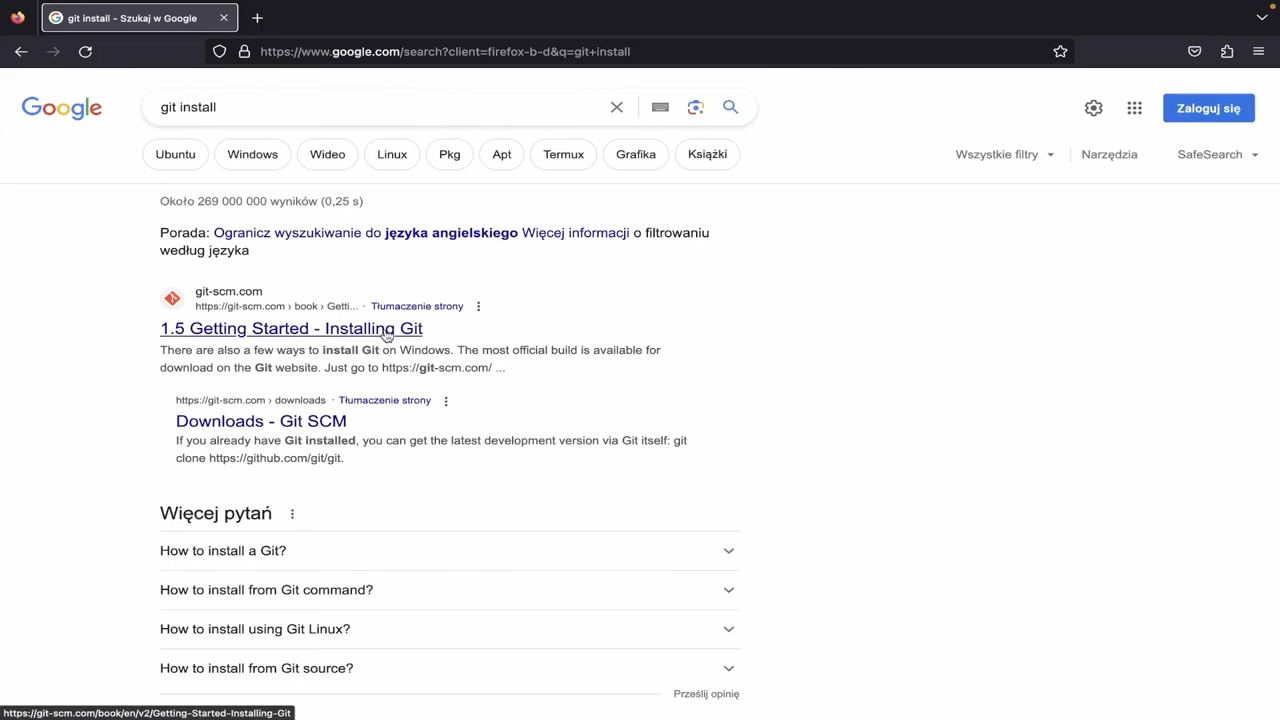 git install - Szukaj w Google
https://www.google.com/search?client=firefox-b-d&q=git+install
Google
git install
Zaloguj się
Ubuntu Windows Wideo Linux Pkg Apt Termux Grafika Książki
Wszystkie filtry Narzędzia SafeSearch
Około 269 000 000 wyników (0,25 s)
Porada: Ogranicz wyszukiwanie do języka angielskiego Więcej informacji o filtrowaniu
według języka
git-scm.com
https://git-scm.com › book › Getti... · Tłumaczenie strony
1.5 Getting Started - Installing Git
There are also a few ways to install Git on Windows. The most official build is available for
download on the Git website. Just go to https://git-scm.com/ ...
https://git-scm.com › downloads · Tłumaczenie strony
Downloads - Git SCM
If you already have Git installed, you can get the latest development version via Git itself: git
clone https://github.com/git/git.
Więcej pytań
How to install a Git?
How to install from Git command?
How to install using Git Linux?
How to install from Git source?
Prześlij opinię
https://git-scm.com/book/en/v2/Getting-Started-Installing-Git